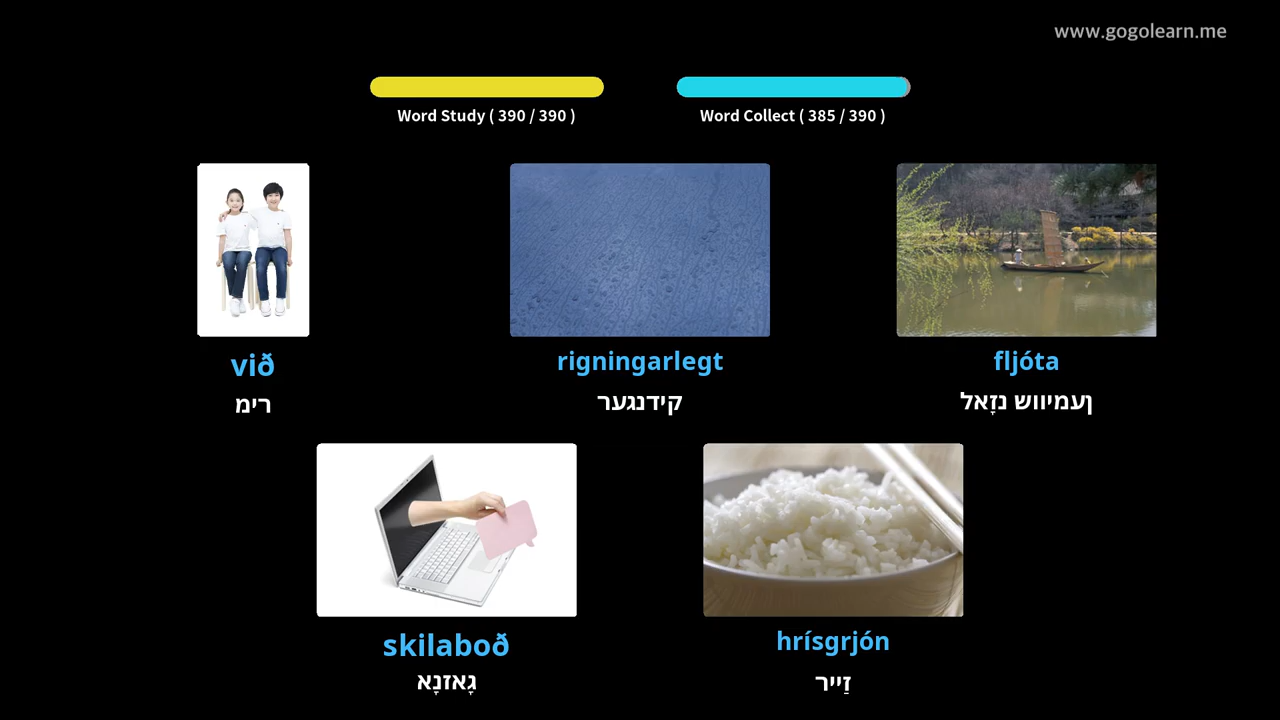 www.gogolearn.me
Word Study ( 390 / 390 )
Word Collect ( 385 / 390 )
við
רימ
rigningarlegt
קידנגער
fljóta
ןעמיווש נזָאל
skilaboð
גָאזנָא
hrísgrjón
זַייר